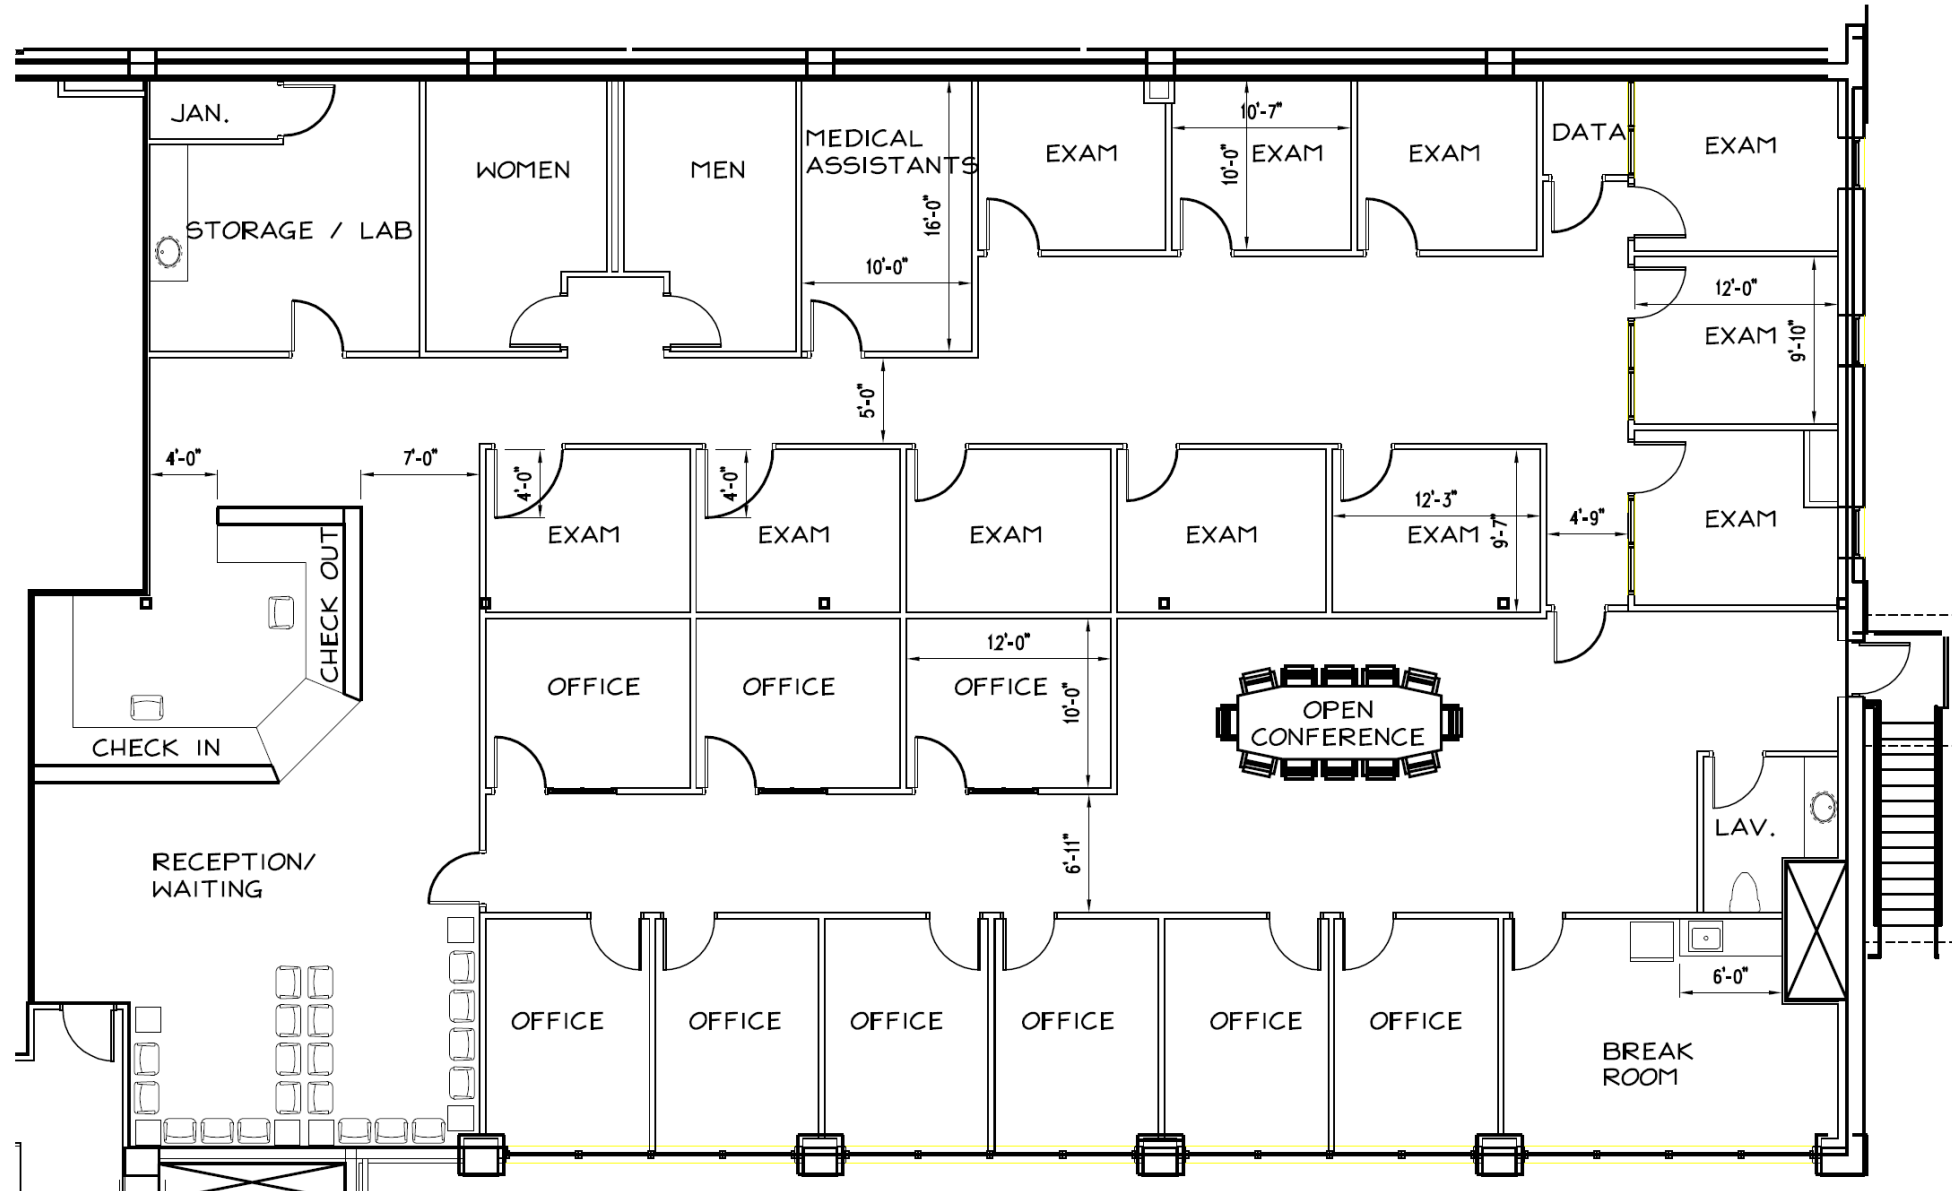 JAN.
STORAGE / LAB
WOMEN
MEN
MEDICAL
ASSISTANTS
16'-0"
10'-0"
EXAM
10'-7"
10'-0"
EXAM
EXAM
DATA
EXAM
12'-0"
EXAM
9'-10"
5'-0"
4'-0"
7'-0"
4'-0"
EXAM
4'-0"
EXAM
EXAM
EXAM
12'-3"
EXAM
9'-7"
4'-9"
EXAM
CHECK OUT
CHECK IN
OFFICE
OFFICE
12'-0"
OFFICE
10'-0"
OPEN
CONFERENCE
LAV.
6'-11"
RECEPTION/
WAITING
6'-0"
OFFICE
OFFICE
OFFICE
OFFICE
OFFICE
OFFICE
BREAK
ROOM